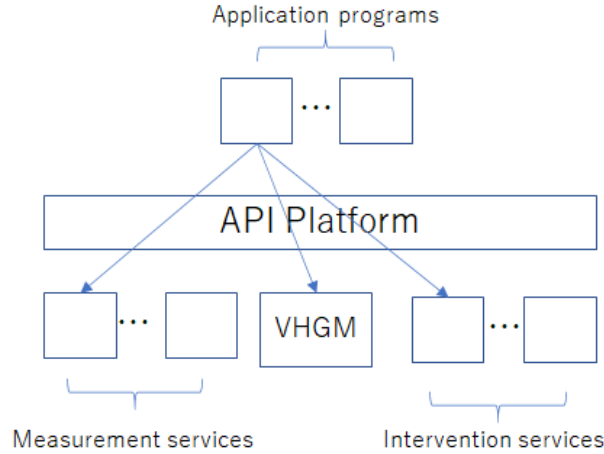 Application programs
...
API Platform
...
VHGM
...
Measurement services
Intervention services